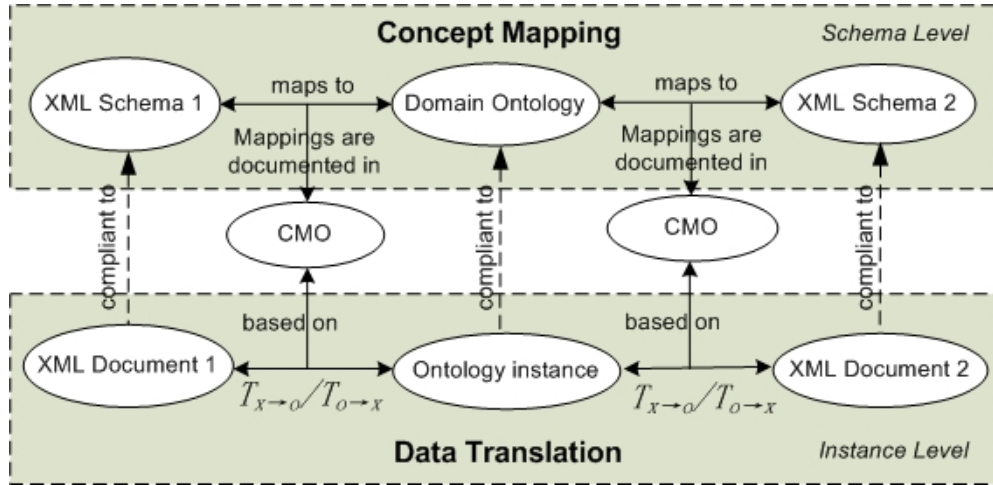 Concept Mapping
Schema Level
XML Schema 1
maps to
Domain Ontology
maps to
XML Schema 2
Mappings are
documented in
Mappings are
documented in
compliant to
CMO
compliant to
CMO
compliant to
based on
based on
XML Document 1
Ontology instance
XML Document 2
T_{x→o}/T_{o→x}
T_{x→o}/T_{o→x}
Data Translation
Instance Level